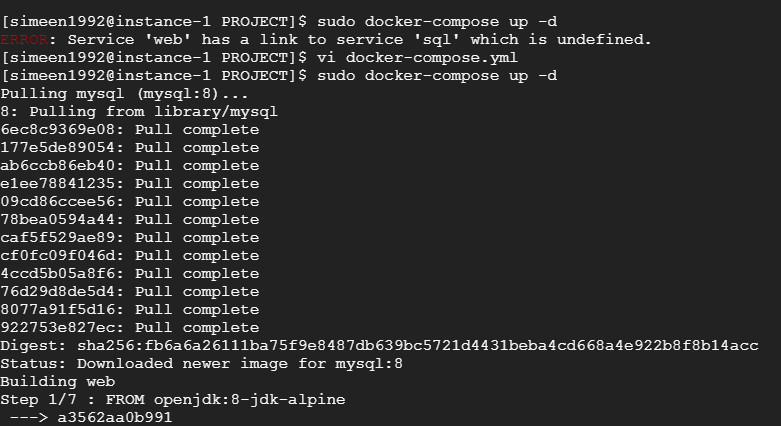 [simeen1992@instance-1 PROJECT]$ sudo docker-compose up -d
ERROR: Service 'web' has a link to service 'sql' which is undefined.
[simeen1992@instance-1 PROJECT]$ vi docker-compose.yml
[simeen1992@instance-1 PROJECT]$ sudo docker-compose up -d
Pulling mysql (mysql:8)...
8: Pulling from library/mysql
6ec8c9369e08: Pull complete
177e5de89054: Pull complete
ab6ccb86eb40: Pull complete
e1ee78841235: Pull complete
09cd86ccee56: Pull complete
78bea0594a44: Pull complete
caf5f529ae89: Pull complete
cf0fc09f046d: Pull complete
4ccd5b05a8f6: Pull complete
76d29d8de5d4: Pull complete
8077a91f5d16: Pull complete
922753e827ec: Pull complete
Digest: sha256:fb6a6a26111ba75f9e8487db639bc5721d4431beba4cd668a4e922b8f8b14acc
Status: Downloaded newer image for mysql:8
Building web
Step 1/7 : FROM openjdk:8-jdk-alpine
 ---> a3562aa0b991